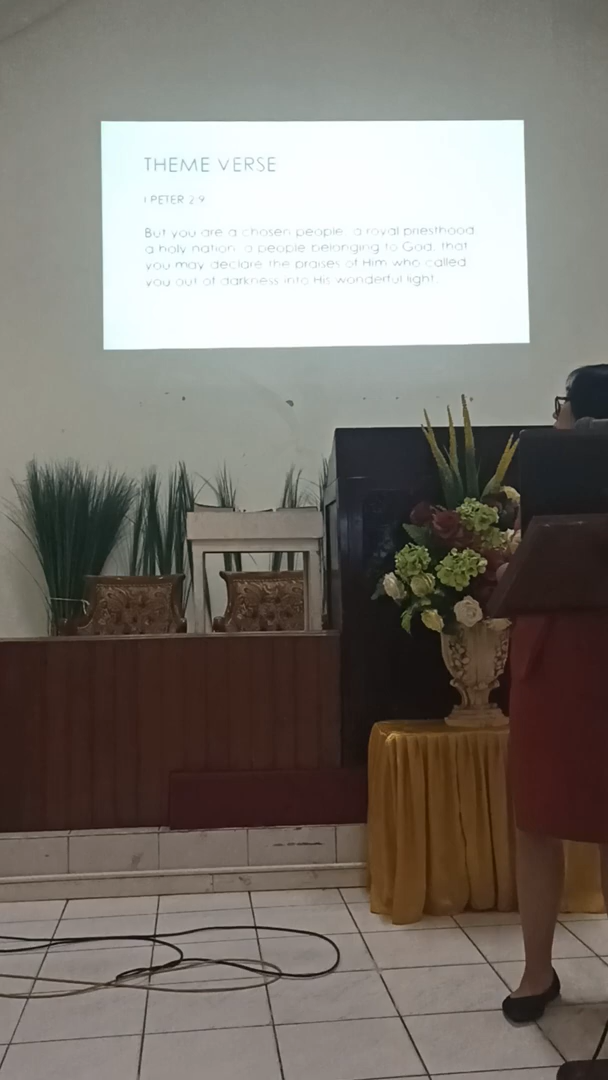 THEME VERSE
I PETER 2:9
But you are a chosen people, a royal priesthood,
a holy nation, a people belonging to God, that
you may declare the praises of Him who called
you out of darkness into His wonderful light.